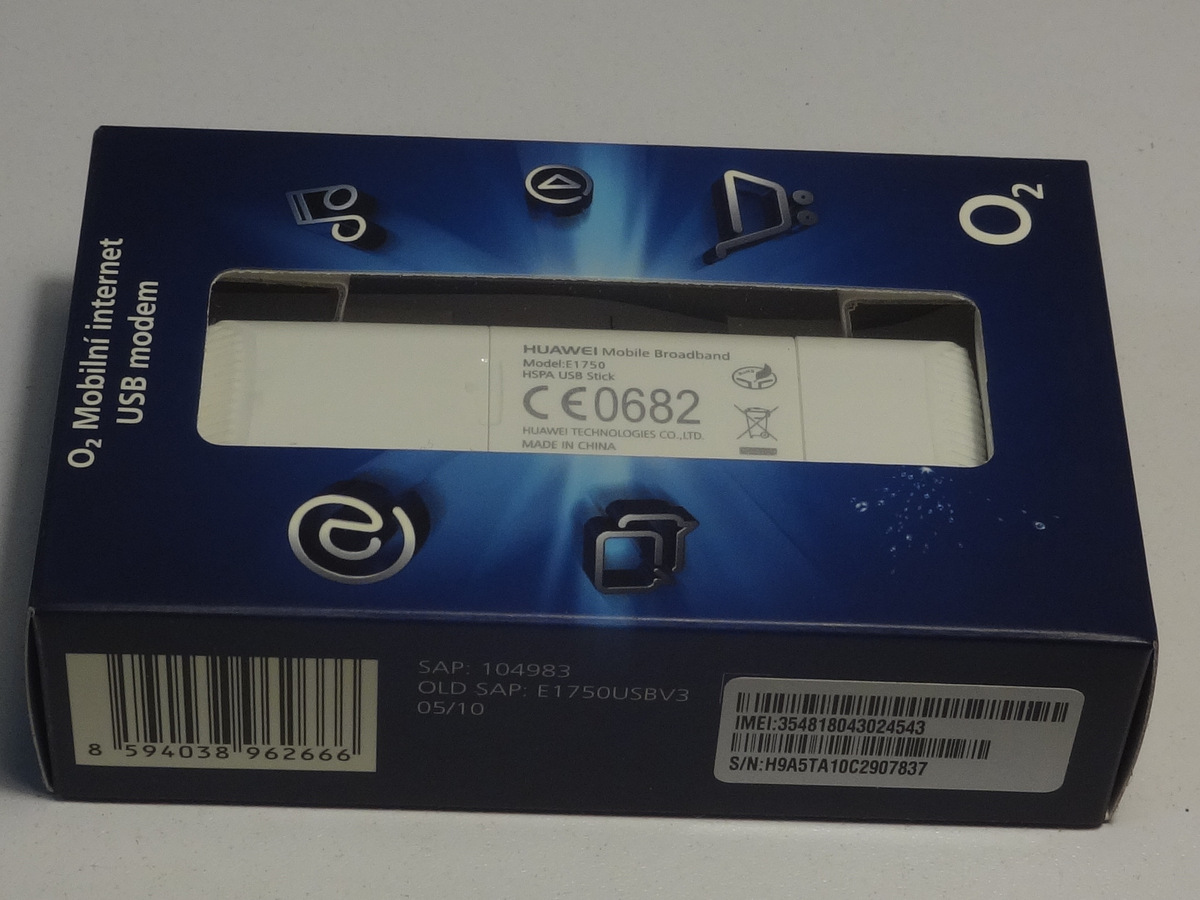 O2
O2 Mobilní internet
USB modem
HUAWEI Mobile Broadband
Model:E1750
HSPA USB Stick
CE0682
HUAWEI TECHNOLOGIES CO.,LTD.
MADE IN CHINA
8 594038 962666
SAP: 104983
OLD SAP: E1750USBV3
05/10
IMEI:354818043024543
S/N:H9A5TA10C2907837